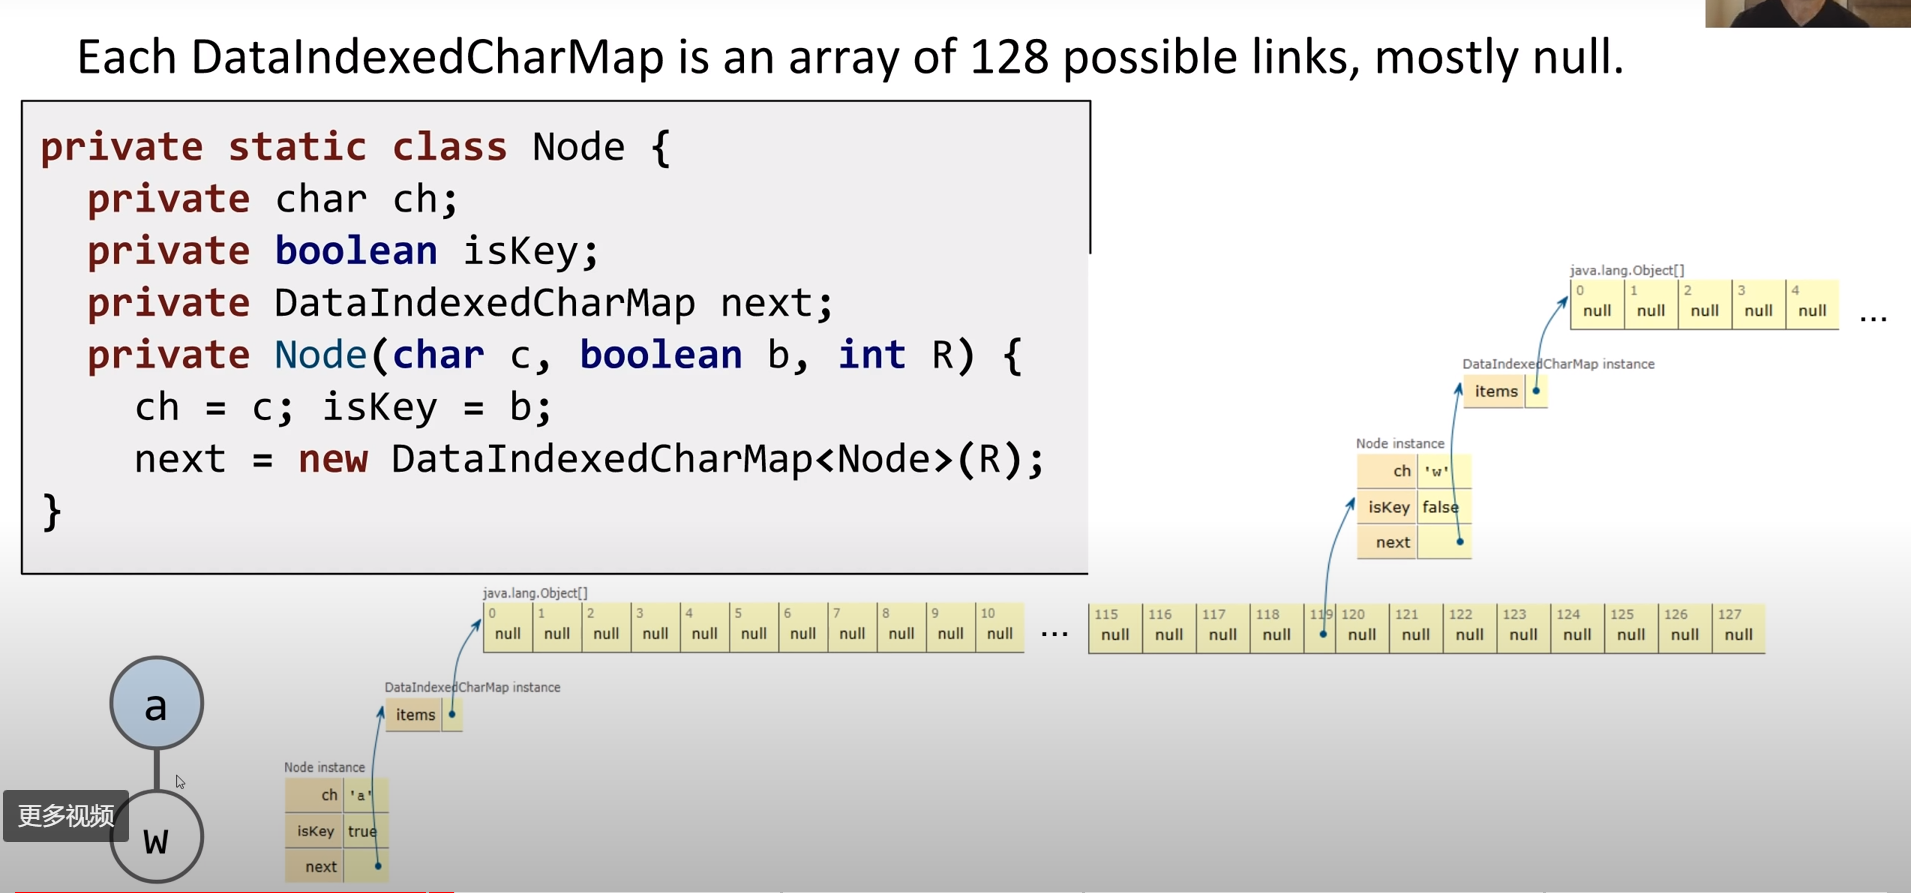 Each DataIndexedCharMap is an array of 128 possible links, mostly null.
private static class Node {
private char ch;
private boolean isKey;
private DataIndexedCharMap next;
private Node(char c, boolean b, int R) {
ch = c; isKey = b;
next = new DataIndexedCharMap<Node>(R);
}
java.lang.Object[]
0 1 2 3 4
null null null null null ...
DataIndexedCharMap instance
items
Node instance
ch 'w'
isKey false
next
java.lang.Object[]
0 1 2 3 4 5 6 7 8 9 10 115 116 117 118 119 120 121 122 123 124 125 126 127
null null null null null null null null null null null ... null null null null null null null null null null null null
DataIndexedCharMap instance
items
Node instance
ch 'a'
isKey true
next
a
w
更多视频